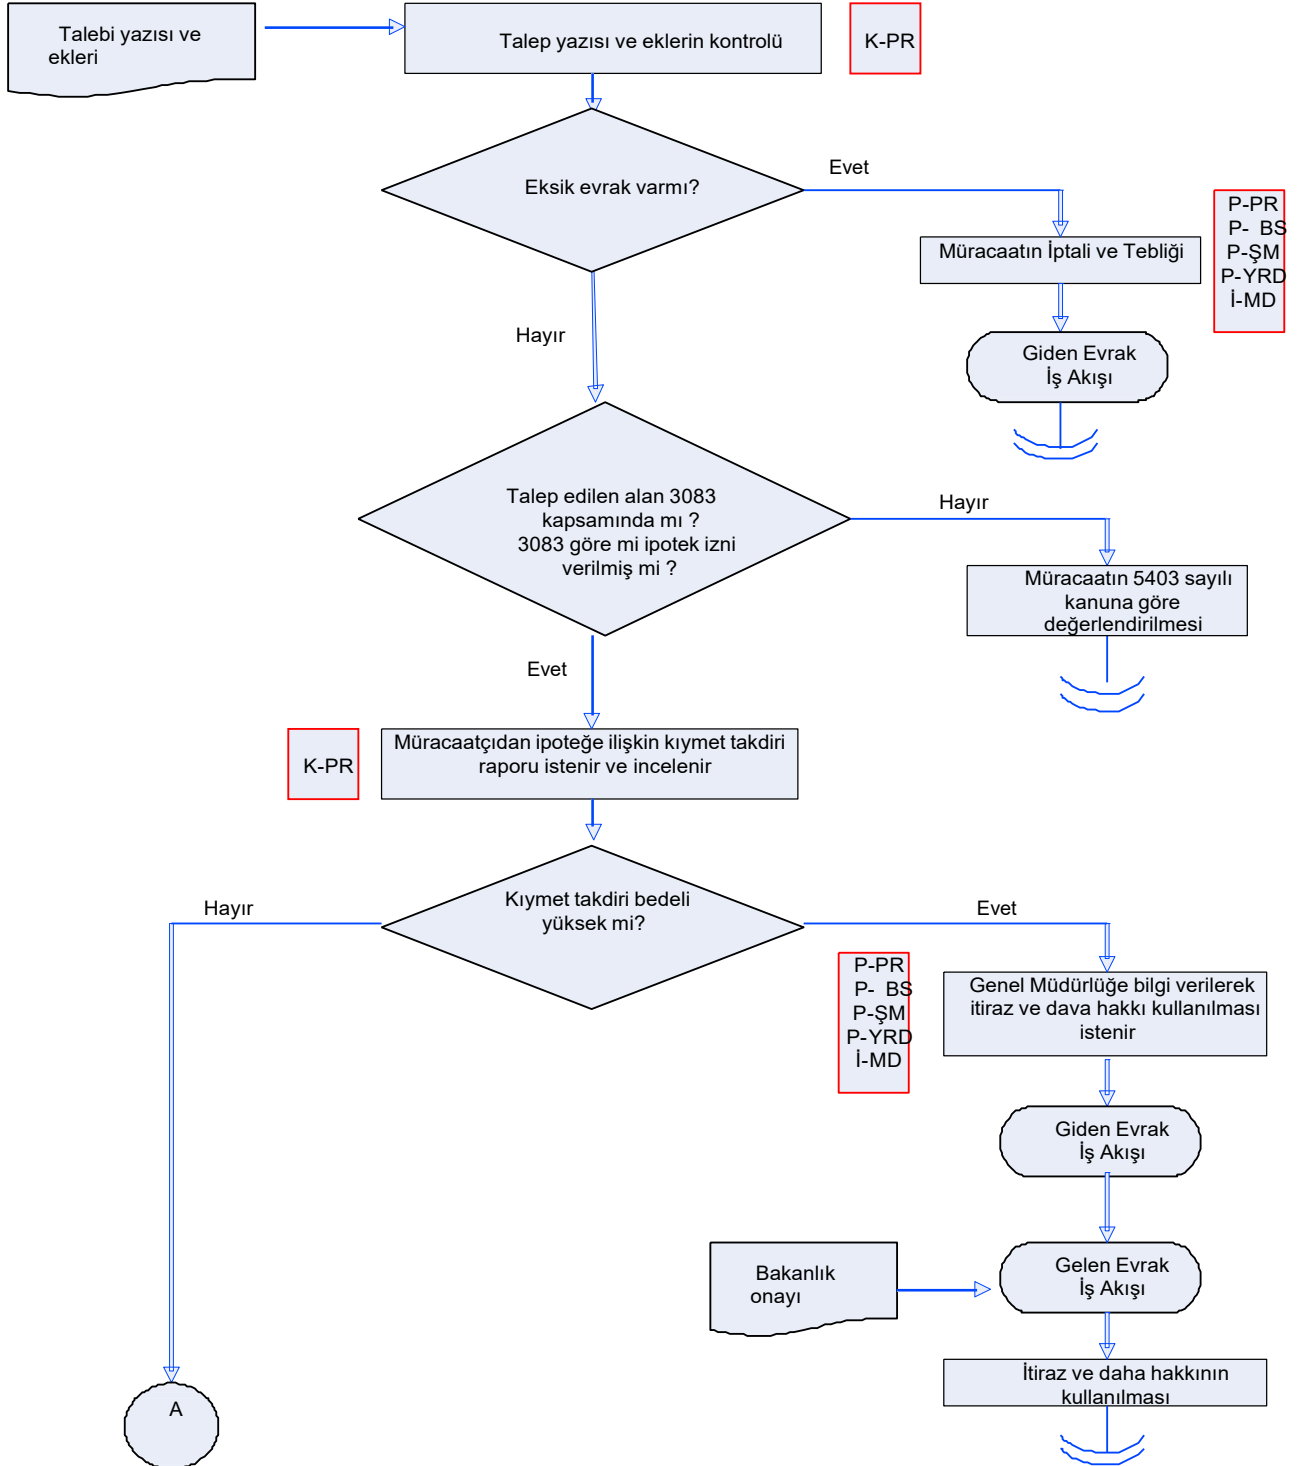 Talebi yazısı ve
ekleri
Talep yazısı ve eklerin kontrolü
K-PR
Eksik evrak varmı?
Evet
P-PR
P- BS
P-ŞM
P-YRD
İ-MD
Müracaatın İptali ve Tebliği
Hayır
Giden Evrak
İş Akışı
Talep edilen alan 3083
kapsamında mı ?
3083 göre mi ipotek izni
verilmiş mi ?
Hayır
Müracaatın 5403 sayılı
kanuna göre
değerlendirilmesi
Evet
K-PR
Müracaatçıdan ipoteğe ilişkin kıymet takdiri
raporu istenir ve incelenir
Kıymet takdiri bedeli
yüksek mi?
Hayır
Evet
P-PR
P- BS
P-ŞM
P-YRD
İ-MD
Genel Müdürlüğe bilgi verilerek
itiraz ve dava hakkı kullanılması
istenir
Giden Evrak
İş Akışı
Bakanlık
onayı
Gelen Evrak
İş Akışı
İtiraz ve daha hakkının
kullanılması
A